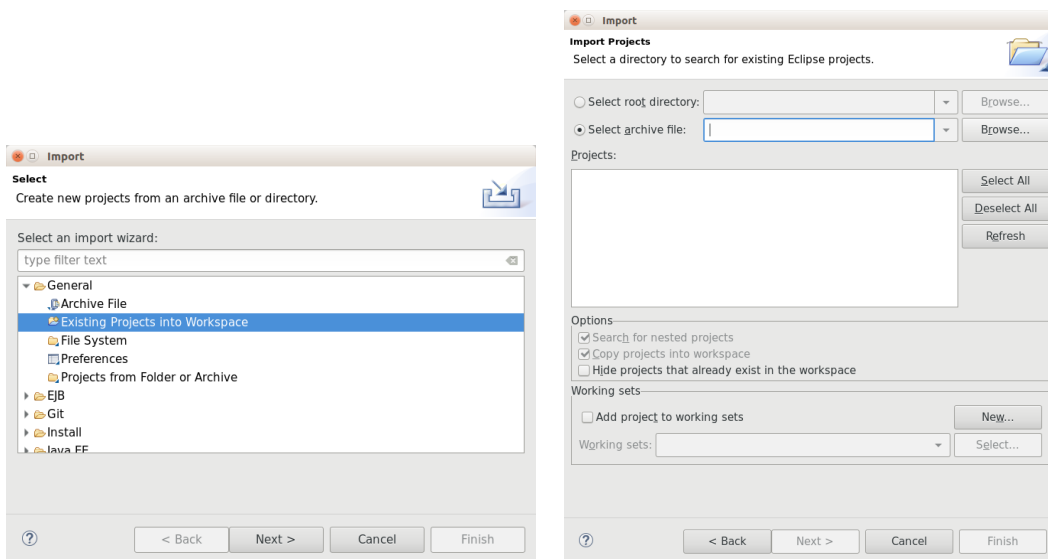 Import
Select
Create new projects from an archive file or directory.
Select an import wizard:
type filter text
General
Archive File
Existing Projects into Workspace
File System
Preferences
Projects from Folder or Archive
EJB
Git
Install
Java EE
?
< Back Next > Cancel Finish
Import
Import Projects
Select a directory to search for existing Eclipse projects.
Select root directory: Browse...
Select archive file: Browse...
Projects:
Select All
Deselect All
Refresh
Options
Search for nested projects
Copy projects into workspace
Hide projects that already exist in the workspace
Working sets
Add project to working sets New...
Working sets: Select...
?
< Back Next > Cancel Finish